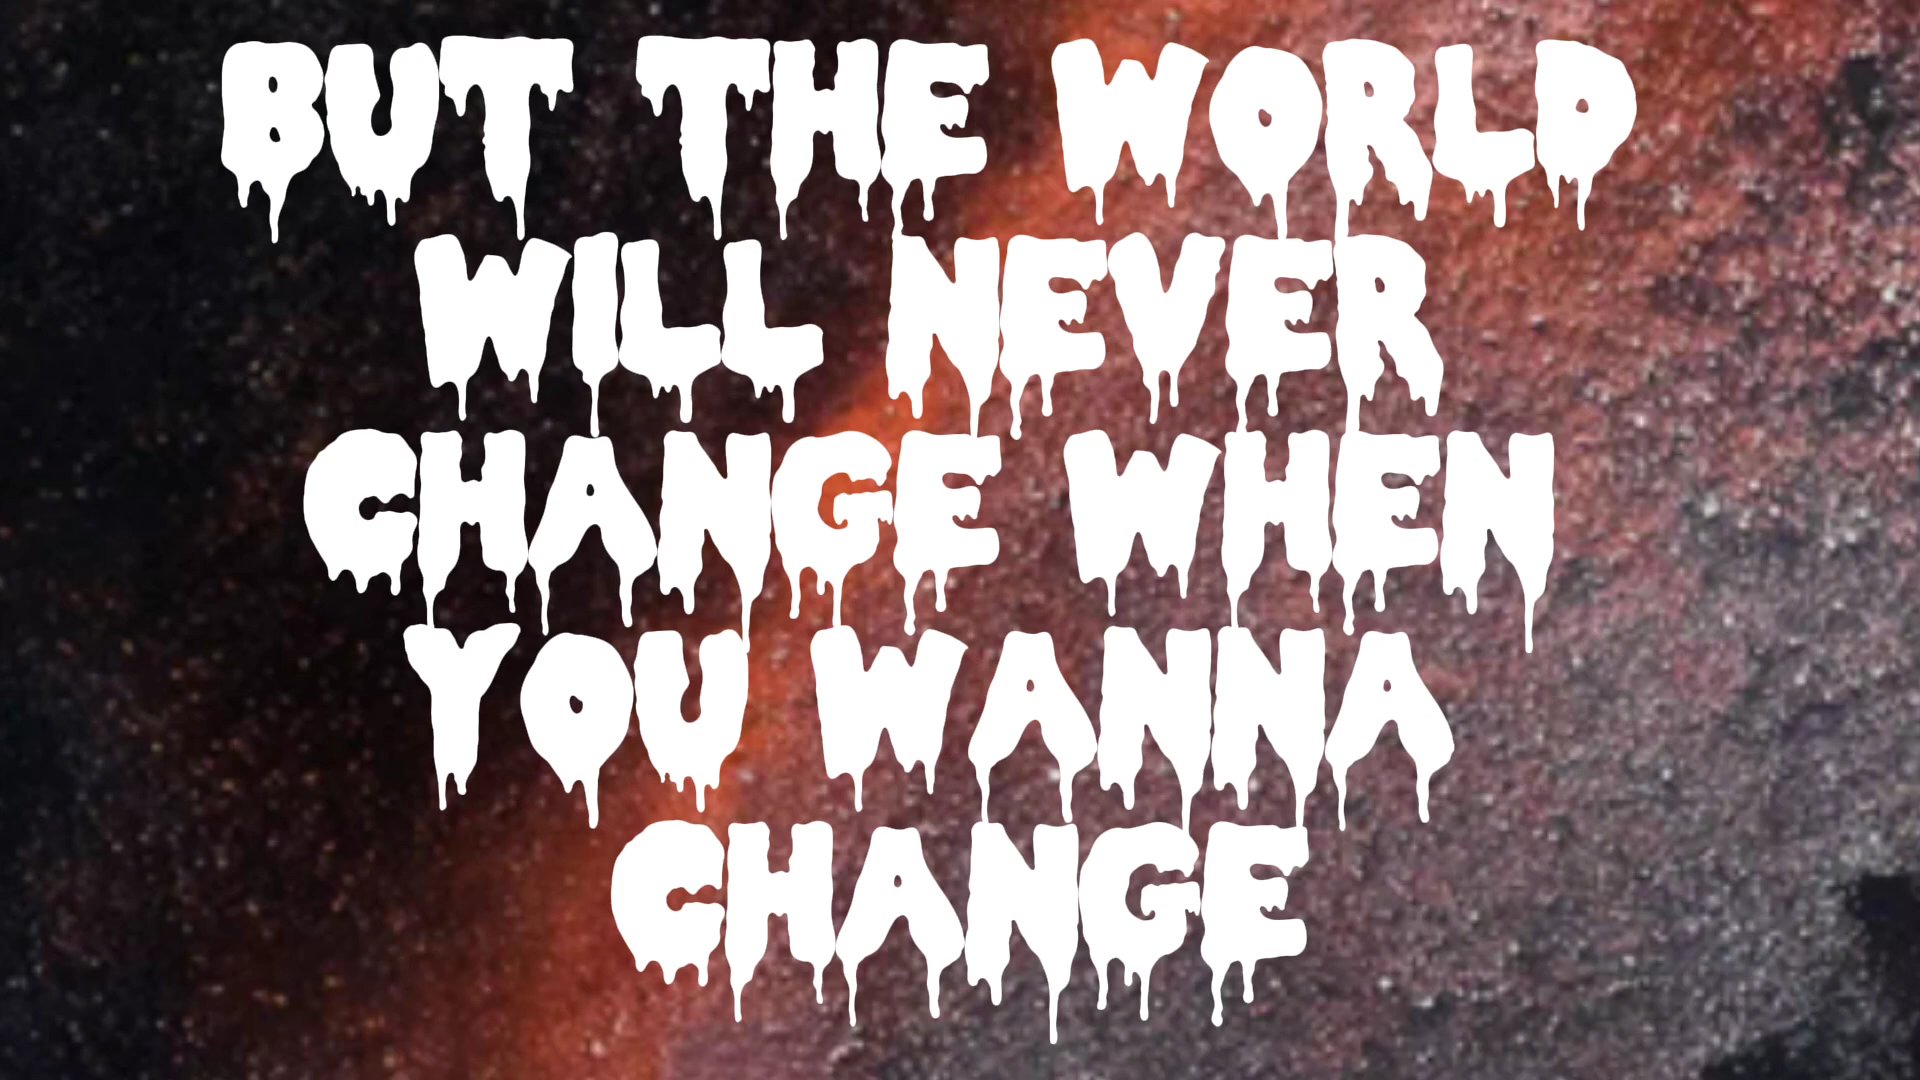 BUT THE WORLD
WILL NEVER
CHANGE WHEN
YOU WANNA
CHANGE